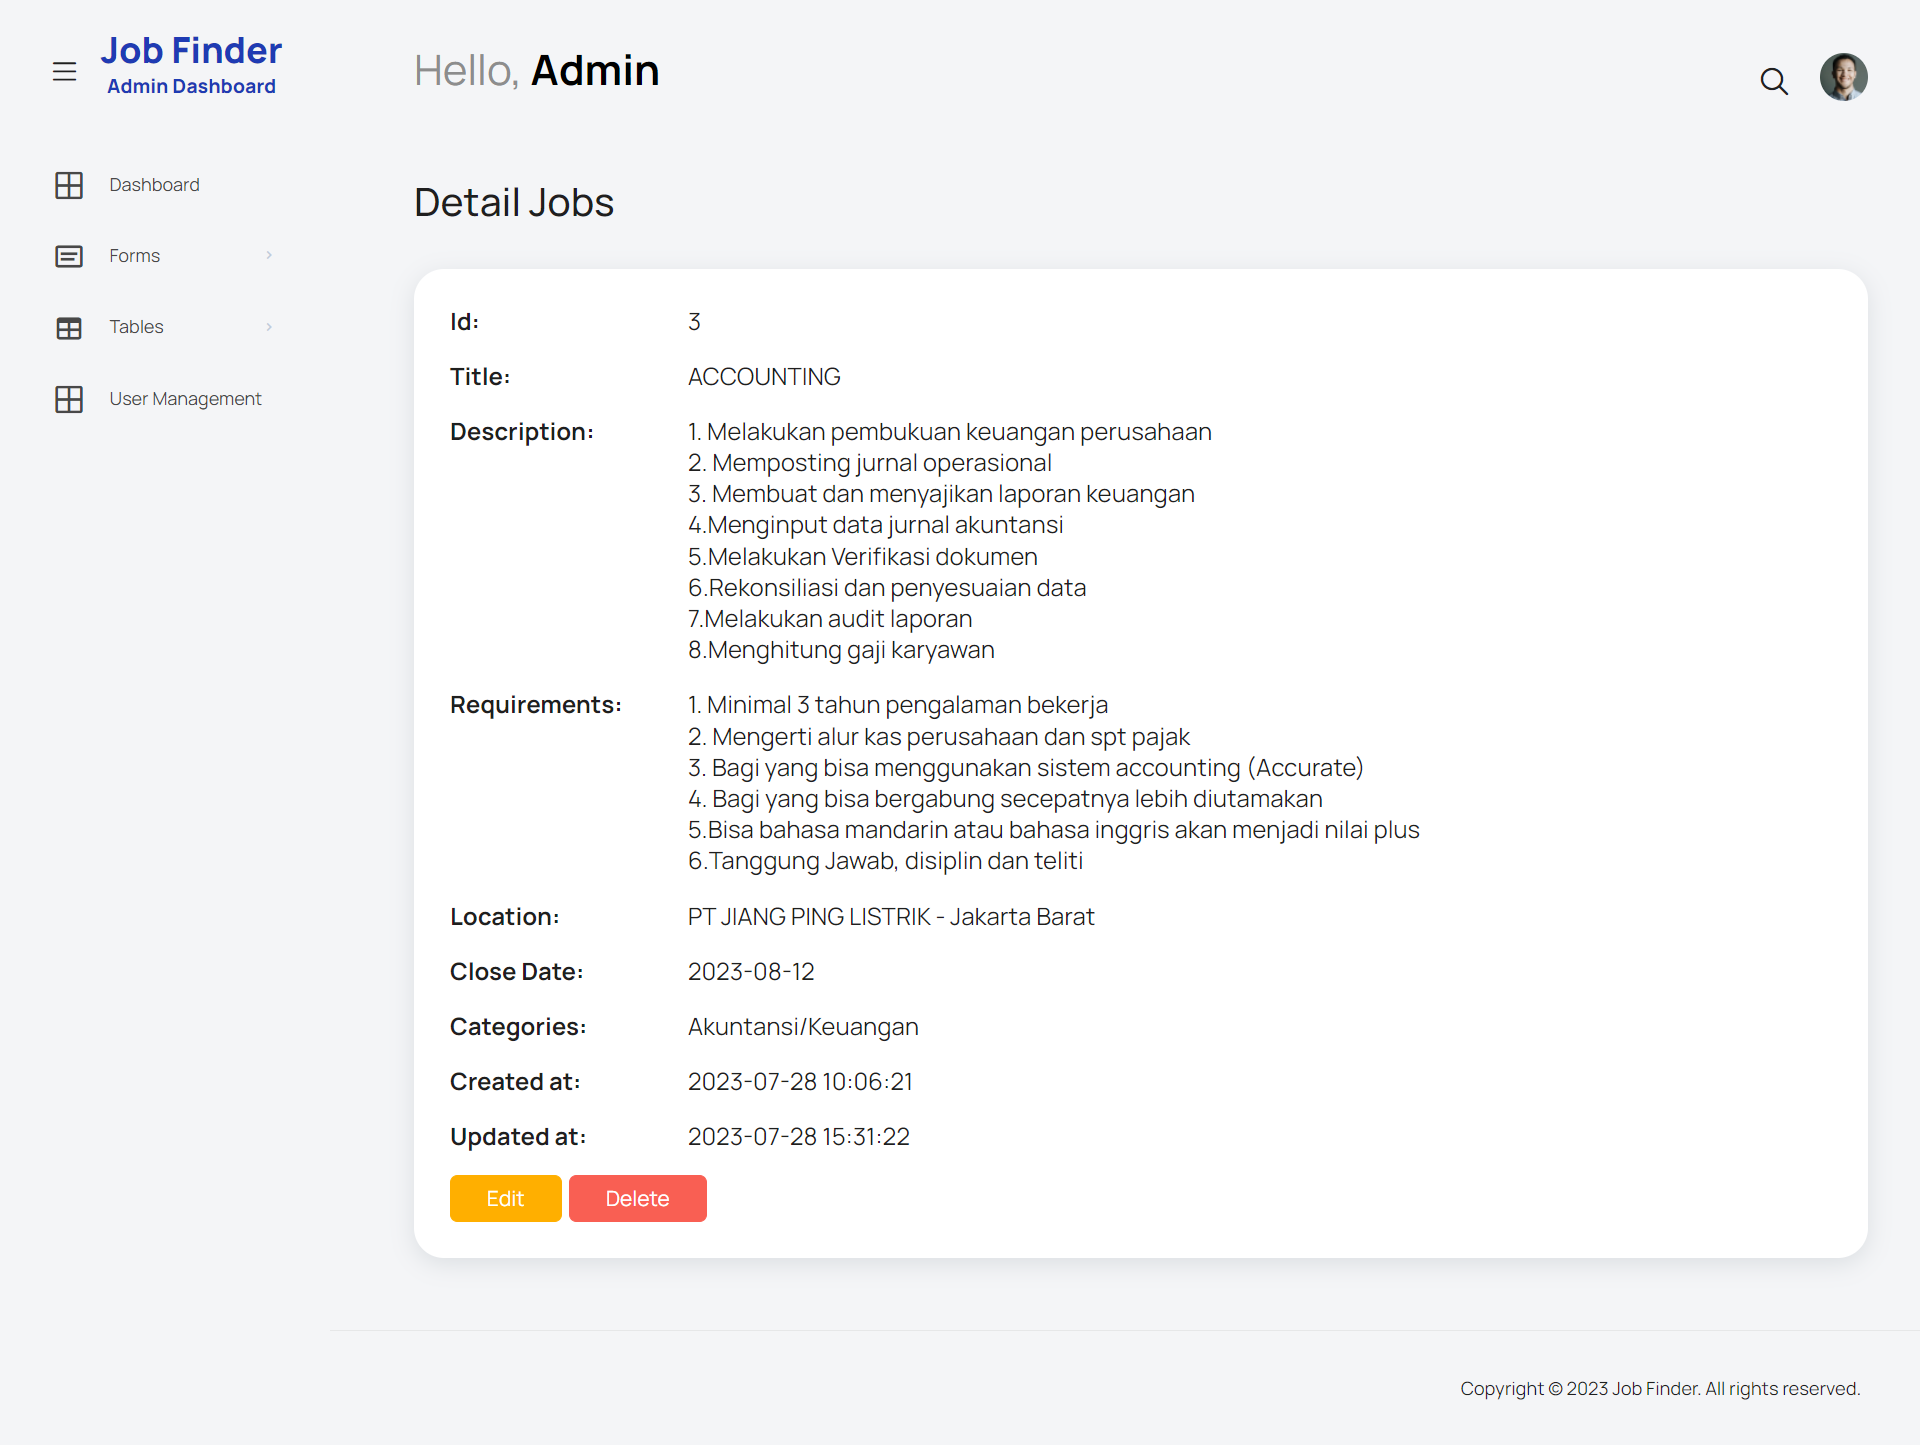 Job Finder
Admin Dashboard
Hello, Admin
Dashboard
Forms
Tables
User Management
Detail Jobs
Id: 3
Title: ACCOUNTING
Description: 1. Melakukan pembukuan keuangan perusahaan
2. Memposting jurnal operasional
3. Membuat dan menyajikan laporan keuangan
4.Menginput data jurnal akuntansi
5.Melakukan Verifikasi dokumen
6.Rekonsiliasi dan penyesuaian data
7.Melakukan audit laporan
8.Menghitung gaji karyawan
Requirements: 1. Minimal 3 tahun pengalaman bekerja
2. Mengerti alur kas perusahaan dan spt pajak
3. Bagi yang bisa menggunakan sistem accounting (Accurate)
4. Bagi yang bisa bergabung secepatnya lebih diutamakan
5.Bisa bahasa mandarin atau bahasa inggris akan menjadi nilai plus
6.Tanggung Jawab, disiplin dan teliti
Location: PT JIANG PING LISTRIK - Jakarta Barat
Close Date: 2023-08-12
Categories: Akuntansi/Keuangan
Created at: 2023-07-28 10:06:21
Updated at: 2023-07-28 15:31:22
Edit Delete
Copyright © 2023 Job Finder. All rights reserved.